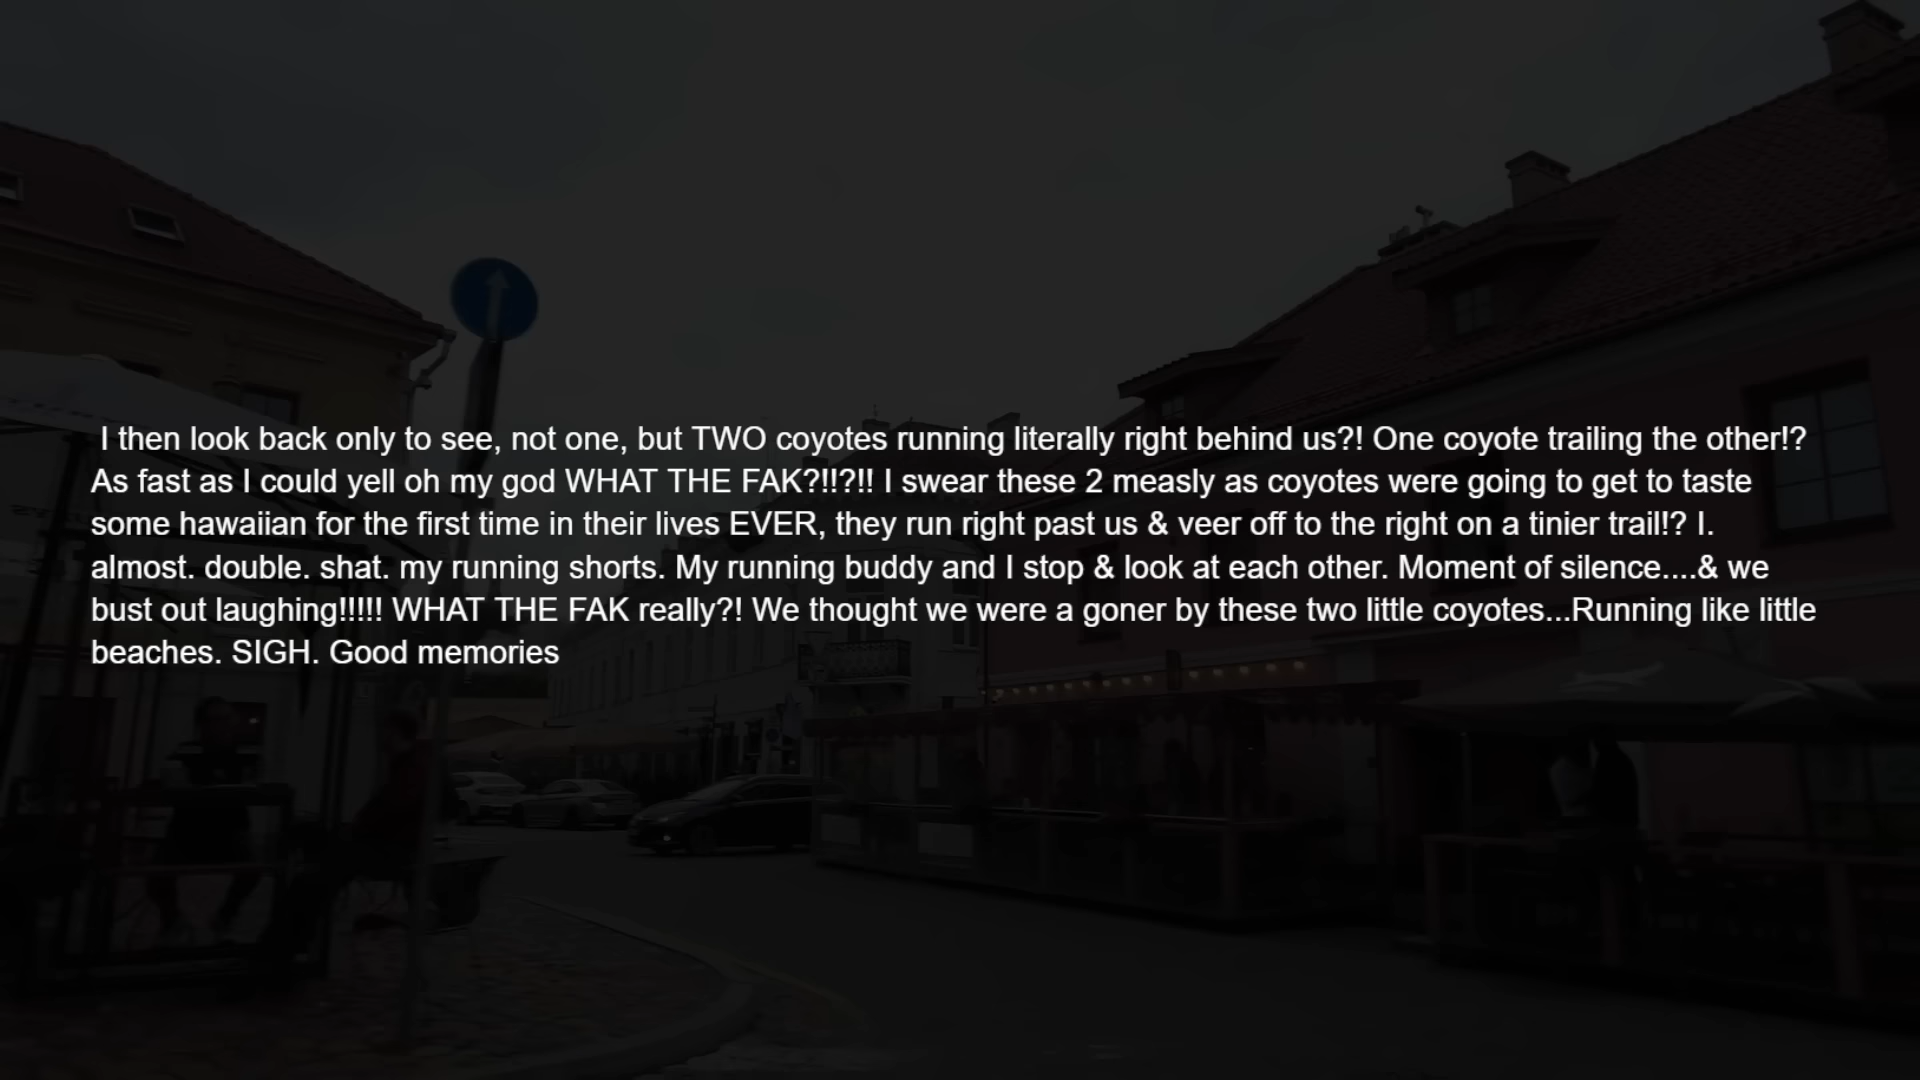 I then look back only to see, not one, but TWO coyotes running literally right behind us?! One coyote trailing the other!?
As fast as I could yell oh my god WHAT THE FAK?!!?!! I swear these 2 measly as coyotes were going to get to taste
some hawaiian for the first time in their lives EVER, they run right past us & veer off to the right on a tinier trail!? I.
almost. double. shat. my running shorts. My running buddy and I stop & look at each other. Moment of silence....& we
bust out laughing!!!!! WHAT THE FAK really?! We thought we were a goner by these two little coyotes...Running like little
beaches. SIGH. Good memories